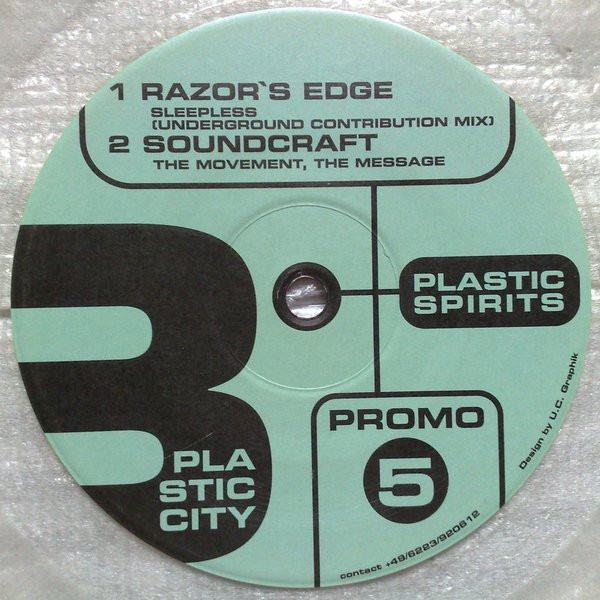 1 RAZOR`S EDGE
SLEEPLESS
(UNDERGROUND CONTRIBUTION MIX)
2 SOUNDCRAFT
THE MOVEMENT, THE MESSAGE
3
PLASTIC
SPIRITS
PLA
STIC
CITY
PROMO
5
Design by U.C. Graphik
contact +49/6223/920612